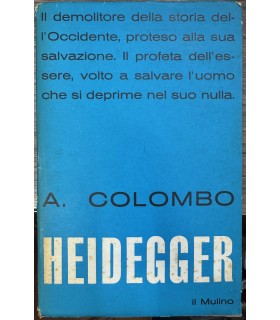 Il demolitore della storia del-
l'Occidente, proteso alla sua
salvazione. Il profeta dell'es-
sere, volto a salvare l'uomo
che si deprime nel suo nulla.
A. COLOMBO
HEIDEGGER
il Mulino